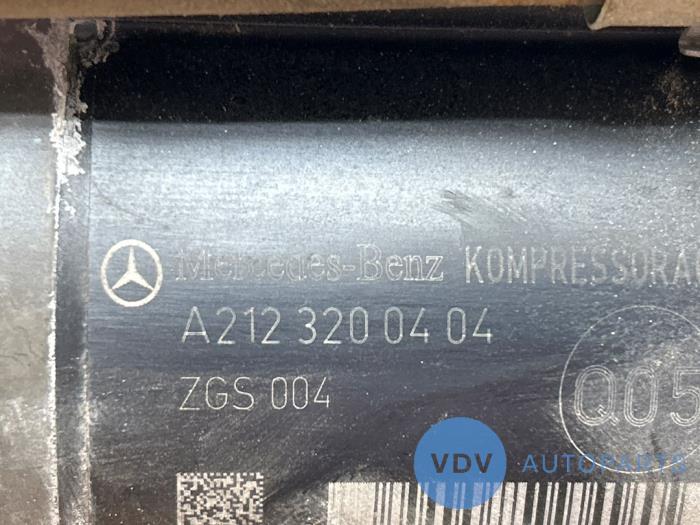 Mercedes-Benz KOMPRESSORAG
A212 320 04 04
ZGS 004
Q05
VDV AUTOPARTS